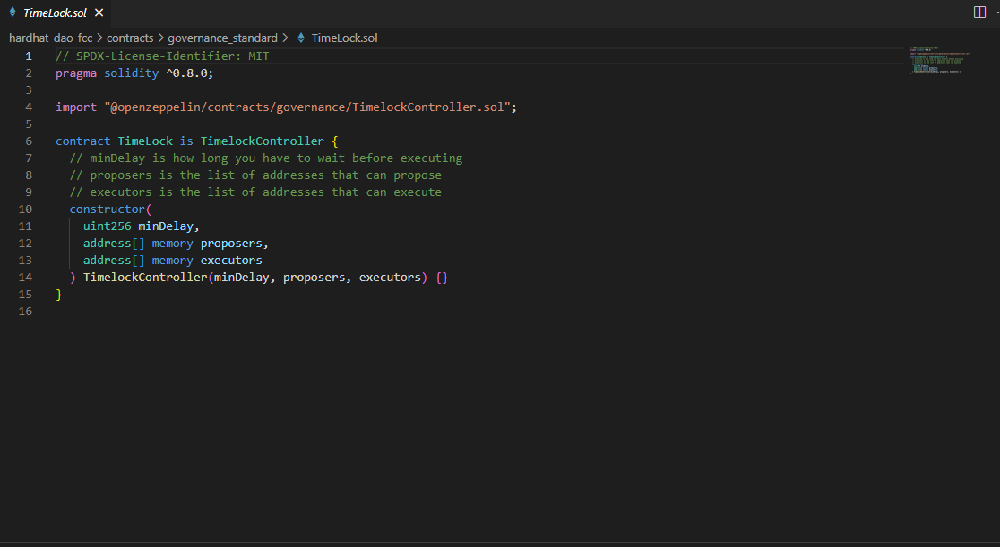 TimeLock.sol
hardhat-dao-fcc > contracts > governance_standard > TimeLock.sol
1 // SPDX-License-Identifier: MIT
2 pragma solidity ^0.8.0;
3
4 import "@openzeppelin/contracts/governance/TimelockController.sol";
5
6 contract TimeLock is TimelockController {
7 // minDelay is how long you have to wait before executing
8 // proposers is the list of addresses that can propose
9 // executors is the list of addresses that can execute
10 constructor(
11 uint256 minDelay,
12 address[] memory proposers,
13 address[] memory executors
14 ) TimelockController(minDelay, proposers, executors) {}
15 }
16